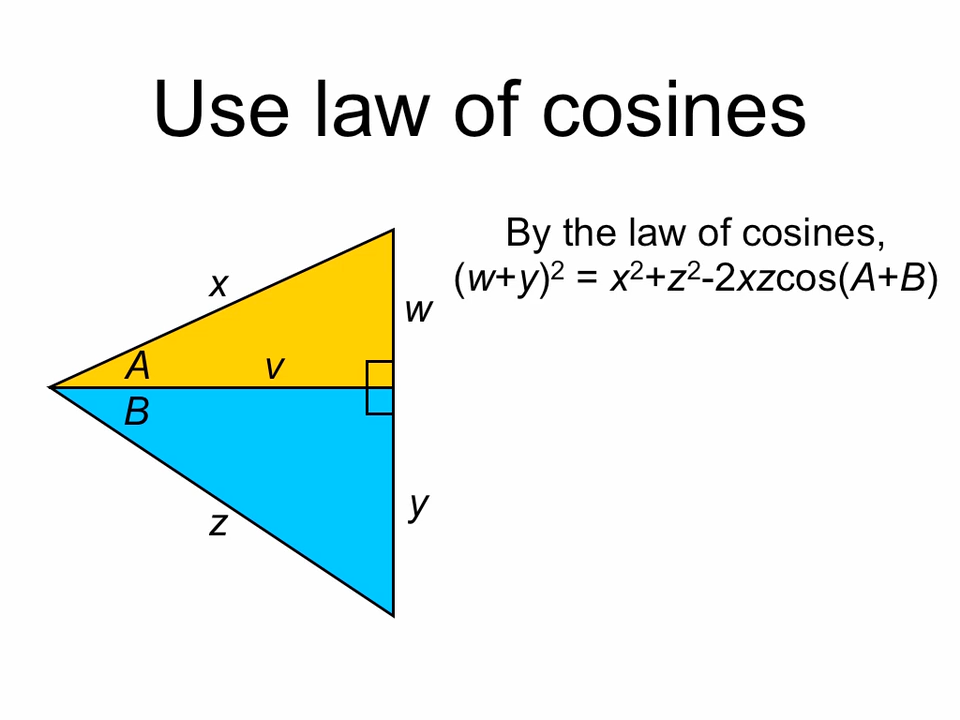 Use law of cosines
By the law of cosines,
(w+y)² = x²+z²-2xzcos(A+B)
x
w
A
v
B
y
z